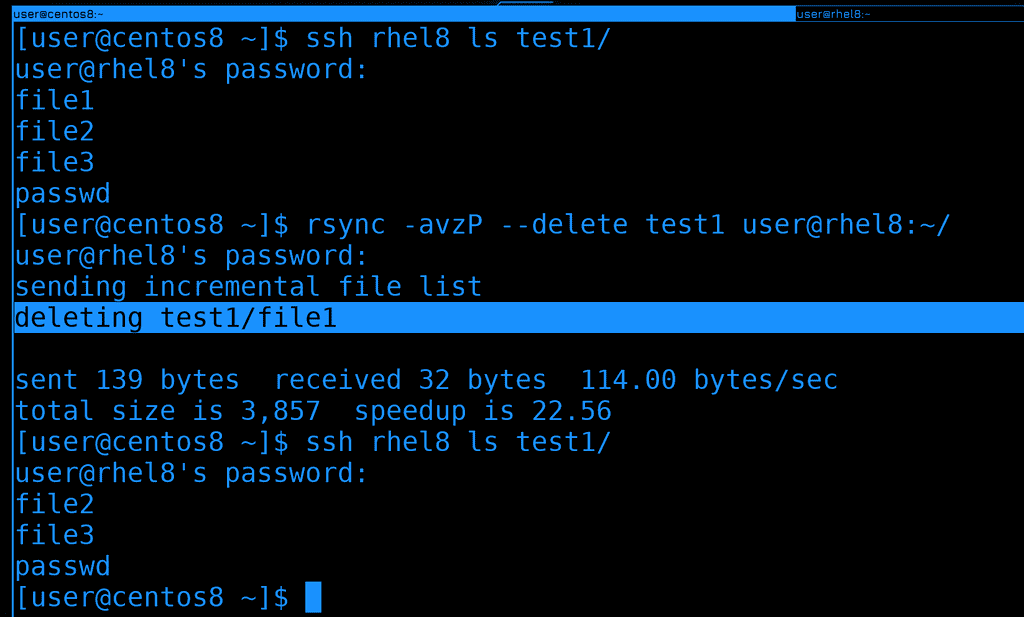 user@centos8:~
user@rhel8:~
[user@centos8 ~]$ ssh rhel8 ls test1/
user@rhel8's password:
file1
file2
file3
passwd
[user@centos8 ~]$ rsync -avzP --delete test1 user@rhel8:~/
user@rhel8's password:
sending incremental file list
deleting test1/file1

sent 139 bytes  received 32 bytes  114.00 bytes/sec
total size is 3,857  speedup is 22.56
[user@centos8 ~]$ ssh rhel8 ls test1/
user@rhel8's password:
file2
file3
passwd
[user@centos8 ~]$